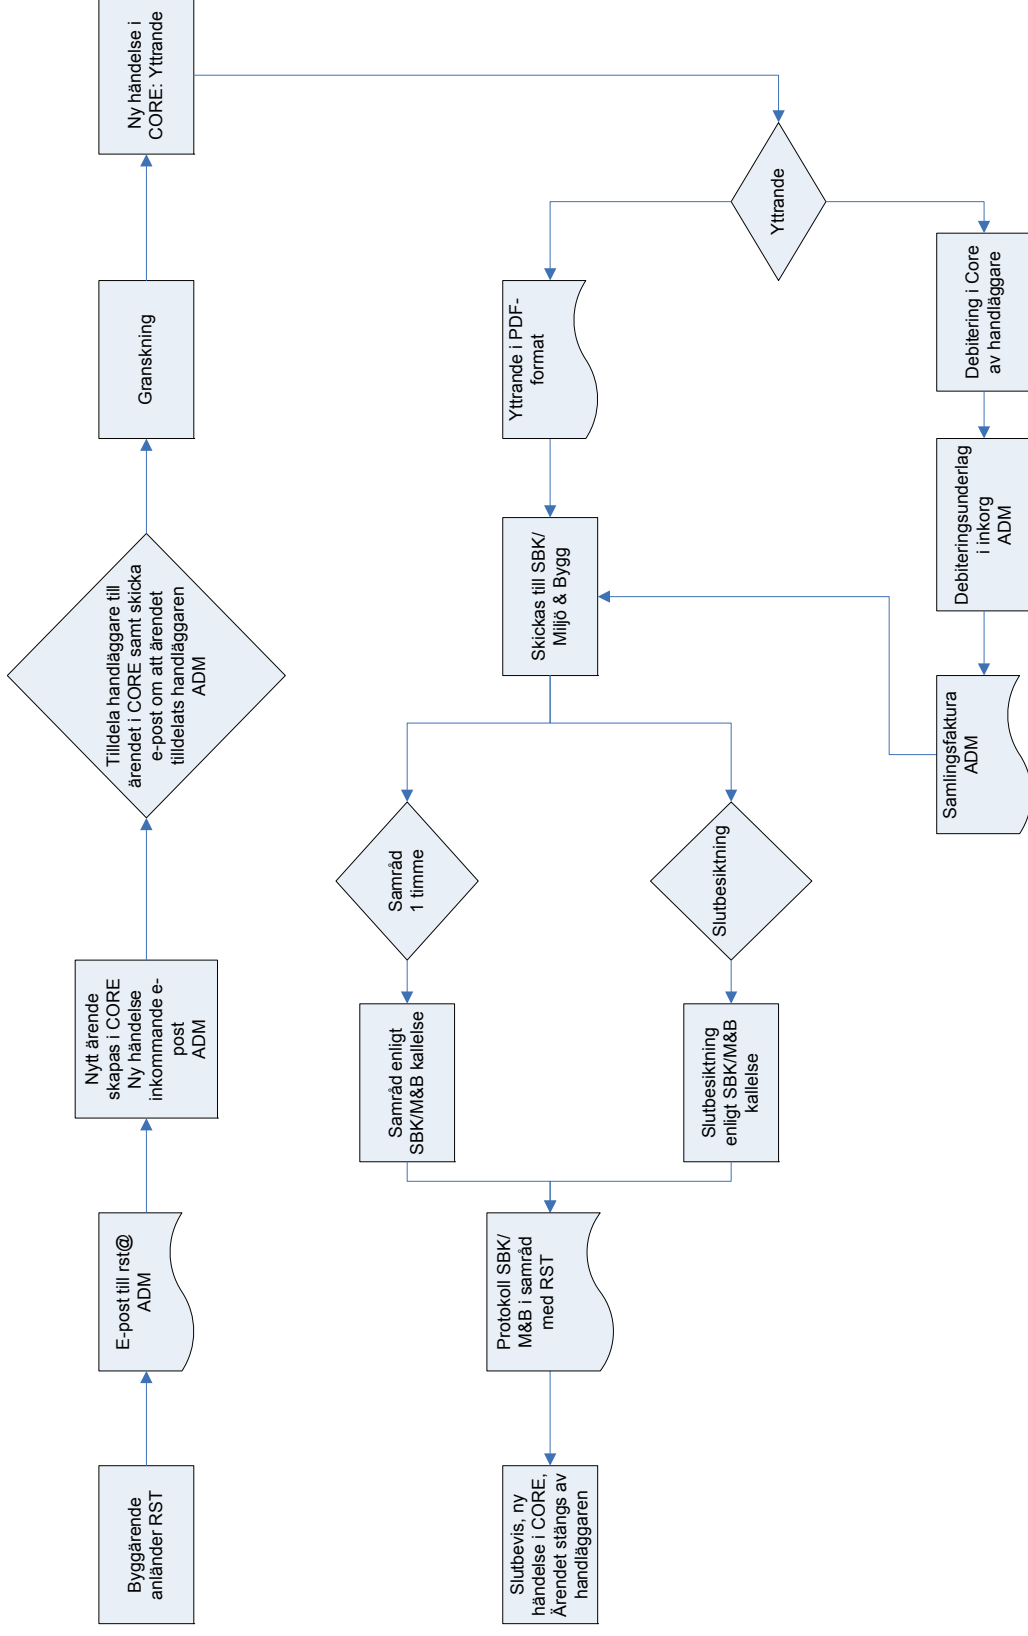 Byggärende
anländer RST
E-post till rst@
ADM
Nytt ärende
skapas i CORE
Ny händelse
inkommande e-
post
ADM
Tilldela handläggare till
ärendet i CORE samt skicka
e-post om att ärendet
tilldelats handläggaren
ADM
Granskning
Ny händelse i
CORE: Yttrande
Yttrande
Yttrande i PDF-
format
Skickas till SBK/
Miljö & Bygg
Debitering i Core
av handläggare
Debiteringsunderlag
i inkorg
ADM
Samlingsfaktura
ADM
Samråd
1 timme
Samråd enligt
SBK/M&B kallelse
Slutbesiktning
Slutbesiktning
enligt SBK/M&B
kallelse
Protokoll SBK/
M&B i samråd
med RST
Slutbevis, ny
händelse i CORE,
Ärendet stängs av
handläggaren